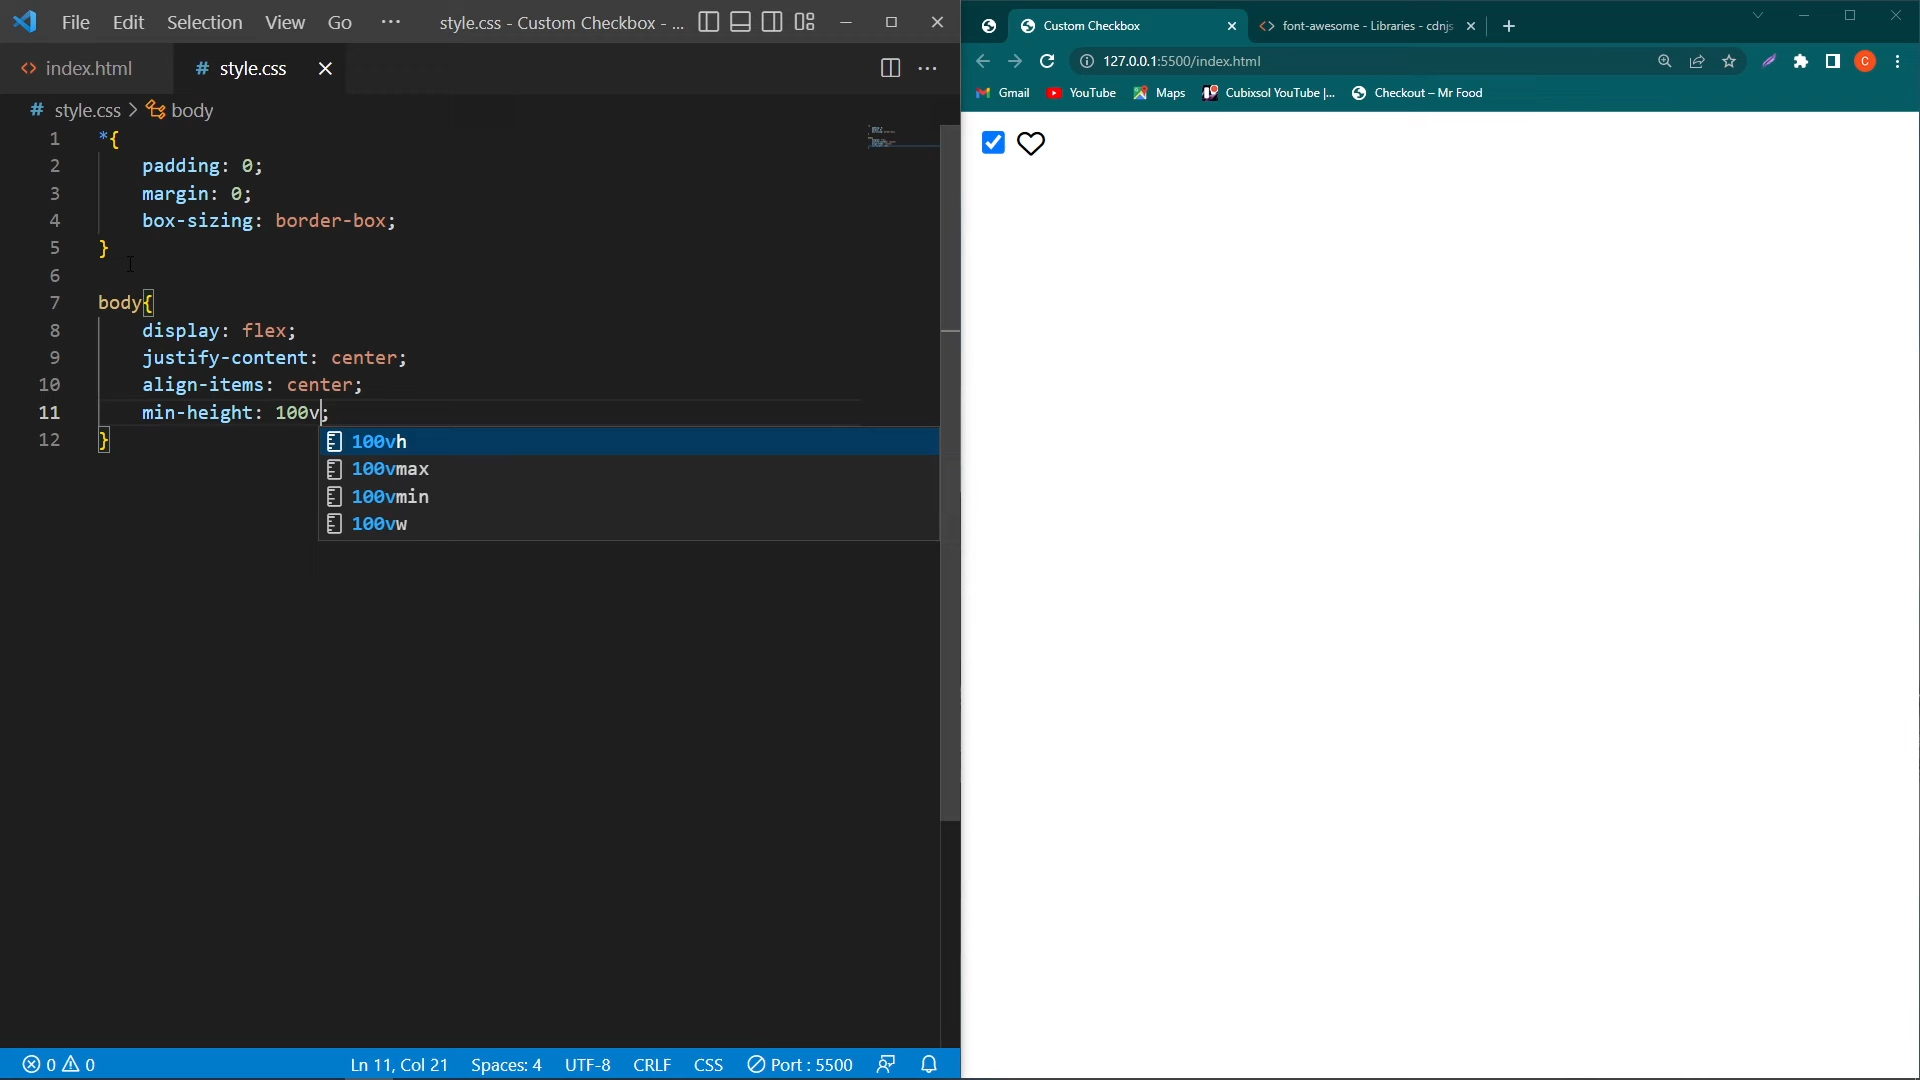 File Edit Selection View Go ··· style.css - Custom Checkbox - ...
index.html
# style.css
# style.css > body
1 *{
2 padding: 0;
3 margin: 0;
4 box-sizing: border-box;
5 }
6
7 body{
8 display: flex;
9 justify-content: center;
10 align-items: center;
11 min-height: 100v;
12 }
100vh
100vmax
100vmin
100vw
0 0 Ln 11, Col 21 Spaces: 4 UTF-8 CRLF CSS Port : 5500
Custom Checkbox
font-awesome - Libraries - cdnjs
127.0.0.1:5500/index.html
C
Gmail YouTube Maps Cubixsol YouTube |... Checkout – Mr Food